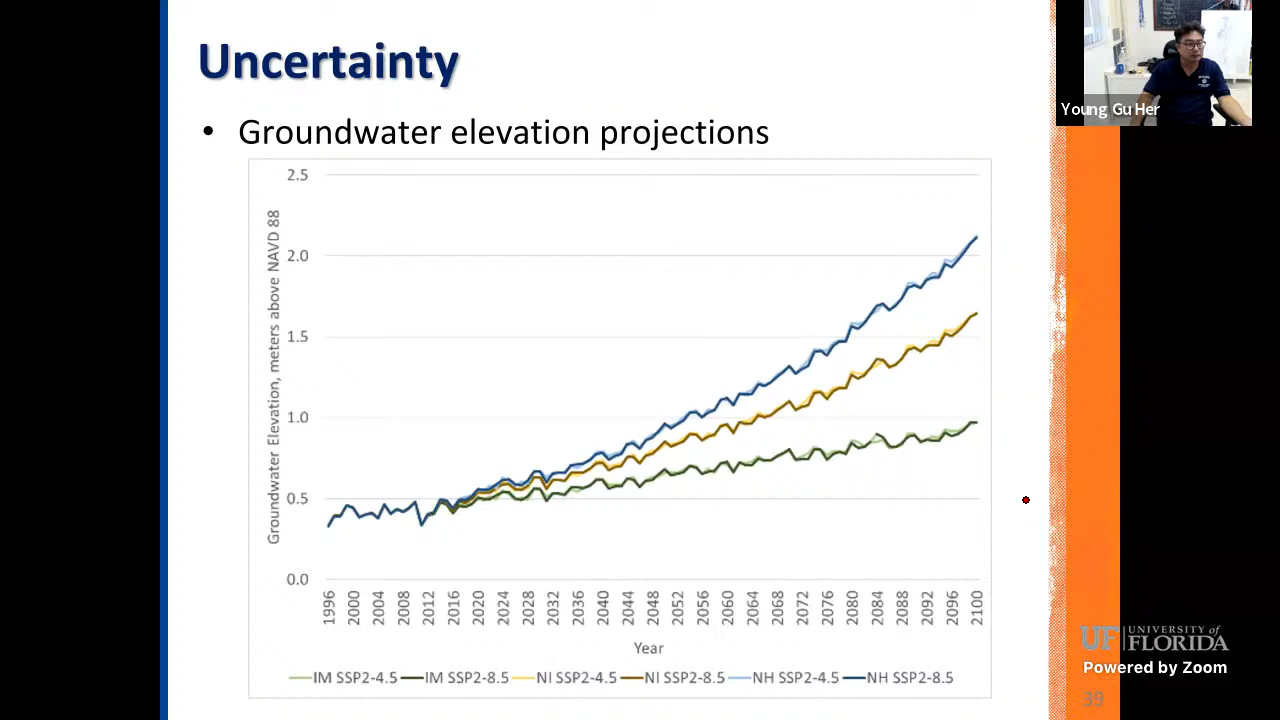 Uncertainty
Young Gu Her
• Groundwater elevation projections
Groundwater Elevation, meters above NAVD 88
2.5
2.0
1.5
1.0
0.5
0.0
1996 2000 2004 2008 2012 2016 2020 2024 2028 2032 2036 2040 2044 2048 2052 2056 2060 2064 2068 2072 2076 2080 2084 2088 2092 2096 2100
Year
IM SSP2-4.5 IM SSP2-8.5 NI SSP2-4.5 NI SSP2-8.5 NH SSP2-4.5 NH SSP2-8.5
UF UNIVERSITY of
FLORIDA
Powered by Zoom
39